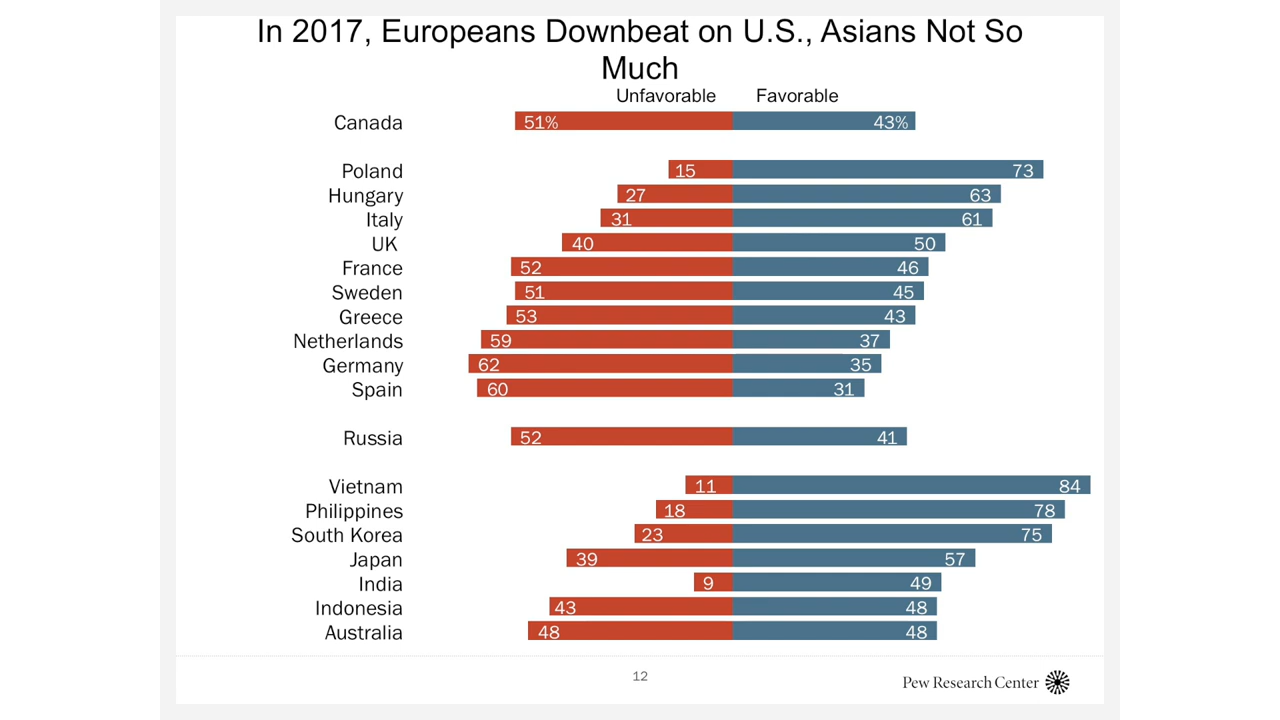 In 2017, Europeans Downbeat on U.S., Asians Not So
Much
Unfavorable Favorable
Canada 51% 43%
Poland 15 73
Hungary 27 63
Italy 31 61
UK 40 50
France 52 46
Sweden 51 45
Greece 53 43
Netherlands 59 37
Germany 62 35
Spain 60 31
Russia 52 41
Vietnam 11 84
Philippines 18 78
South Korea 23 75
Japan 39 57
India 9 49
Indonesia 43 48
Australia 48 48
12
Pew Research Center